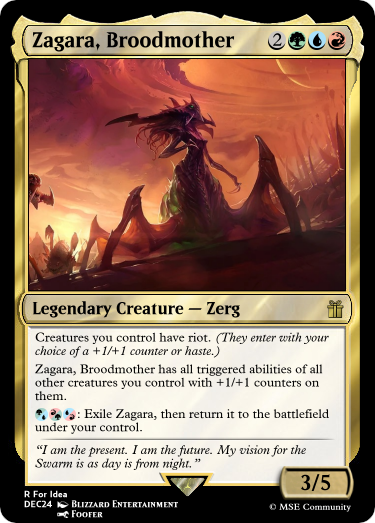 Zagara, Broodmother
2
Legendary Creature — Zerg
Creatures you control have riot. (They enter with your
choice of a +1/+1 counter or haste.)
Zagara, Broodmother has all triggered abilities of all
other creatures you control with +1/+1 counters on
them.
: Exile Zagara, then return it to the battlefield
under your control.
“I am the present. I am the future. My vision for the
Swarm is as day is from night.”
3/5
R For Idea
DEC24 Blizzard Entertainment
Foofer
© MSE Community